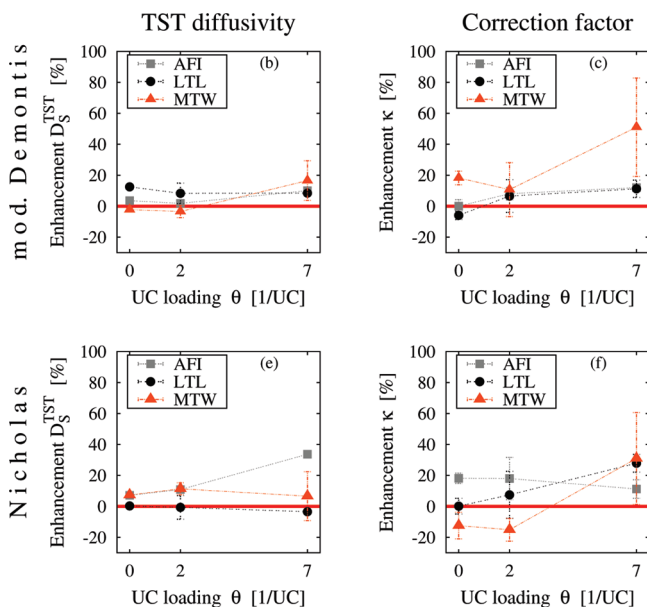 TST diffusivity
Correction factor
mod. Demontis
Enhancement D_S^TST [%]
100
80
60
40
20
0
-20
AFI
LTL
MTW
(b)
0 2 7
UC loading θ [1/UC]
Enhancement κ [%]
100
80
60
40
20
0
-20
AFI
LTL
MTW
(c)
0 2 7
UC loading θ [1/UC]
Nicholas
Enhancement D_S^TST [%]
100
80
60
40
20
0
-20
AFI
LTL
MTW
(e)
0 2 7
UC loading θ [1/UC]
Enhancement κ [%]
100
80
60
40
20
0
-20
AFI
LTL
MTW
(f)
0 2 7
UC loading θ [1/UC]